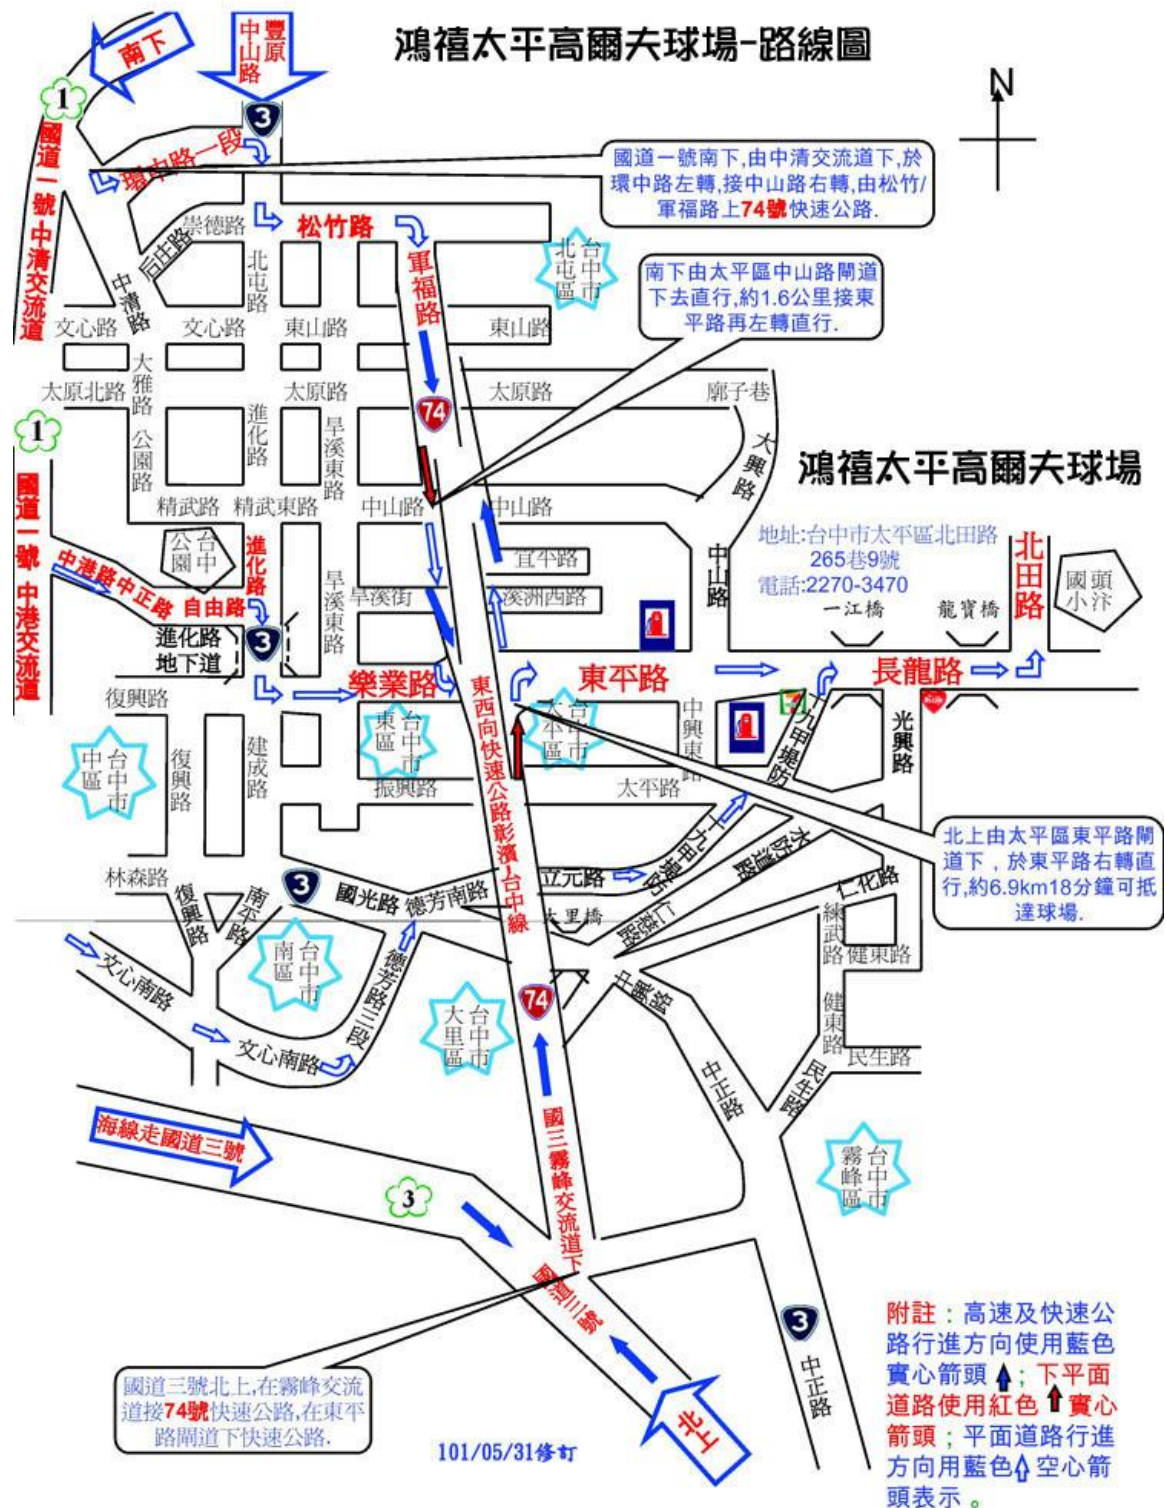 鴻禧太平高爾夫球場-路線圖
南下
豐原
中山路
3
N
1
國道一號中清交流道
環中路一段
國道一號南下,由中清交流道下,於
環中路左轉,接中山路右轉,由松竹/
軍福路上74號快速公路.
崇德路
松竹路
后庄路
北屯路
軍福路
台中市
北屯區
中清路
南下由太平區中山路閘道
下去直行,約1.6公里接東
平路再左轉直行.
文心路
文心路
東山路
東山路
太原北路
大雅路
太原路
太原路
廓子巷
74
1
進化路
旱溪東路
公園路
大興路
鴻禧太平高爾夫球場
國道一號 中港交流道
精武路
精武東路
中山路
中山路
地址:台中市太平區北田路
265巷9號
電話:2270-3470
台中
公園
進化路
中港路中正路
自由路
宜平路
中山路
北田路
頭汴
國小
旱溪東路
旱溪街
溪洲西路
一江橋
龍寶橋
進化路
地下道
3
樂業路
東平路
長龍路
復興路
東西向快速公路彰濱-台中線
台中市
東區
台中市
太平區
中興東路
十九甲堤防
光興路
台中市
中區
復興路
建成路
振興路
太平路
北上由太平區東平路閘
道下，於東平路右轉直
行,約6.9km18分鐘可抵
達球場.
十九甲堤防
水防道路
林森路
復興路
南平路
3
國光路
德芳南路
立元路
大里橋
仁慈路
仁化路
練武路
健東路
文心南路
台中市
南區
德芳路三段
74
中興路
健東路
台中市
大里區
文心南路
民生路
中正路
民生路
海線走國道三號
國三霧峰交流道下
台中市
霧峰區
3
國道三號
3
中正路
國道三號北上,在霧峰交流
道接74號快速公路,在東平
路閘道下快速公路.
北上
101/05/31修訂
附註：高速及快速公
路行進方向使用藍色
實心箭頭；下平面
道路使用紅色實心
箭頭；平面道路行進
方向用藍色空心箭
頭表示。